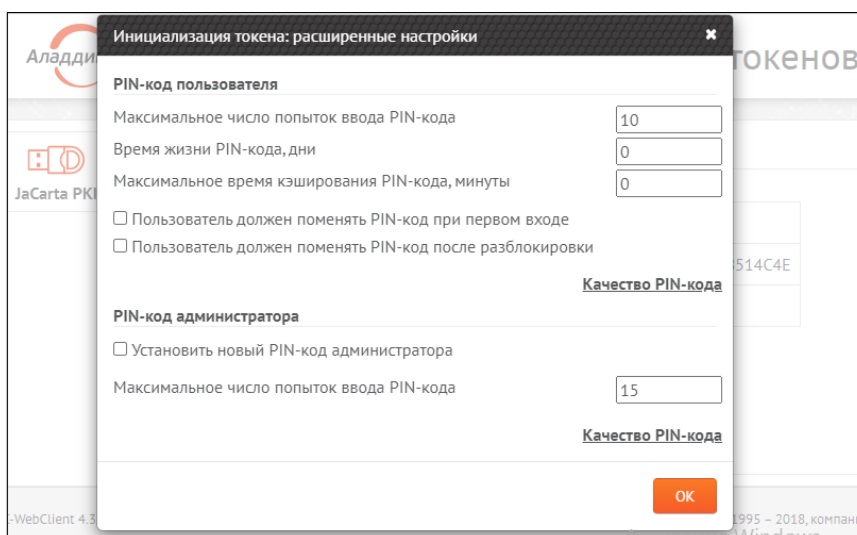 Инициализация токена: расширенные настройки
Аладди
токенов
PIN-код пользователя
Максимальное число попыток ввода PIN-кода
10
Время жизни PIN-кода, дни
0
Максимальное время кэширования PIN-кода, минуты
0
JaCarta PKI
Пользователь должен поменять PIN-код при первом входе
Пользователь должен поменять PIN-код после разблокировки
514C4E
Качество PIN-кода
PIN-код администратора
Установить новый PIN-код администратора
Максимальное число попыток ввода PIN-кода
15
Качество PIN-кода
ОК
-WebClient 4.3
1995 – 2018, компан